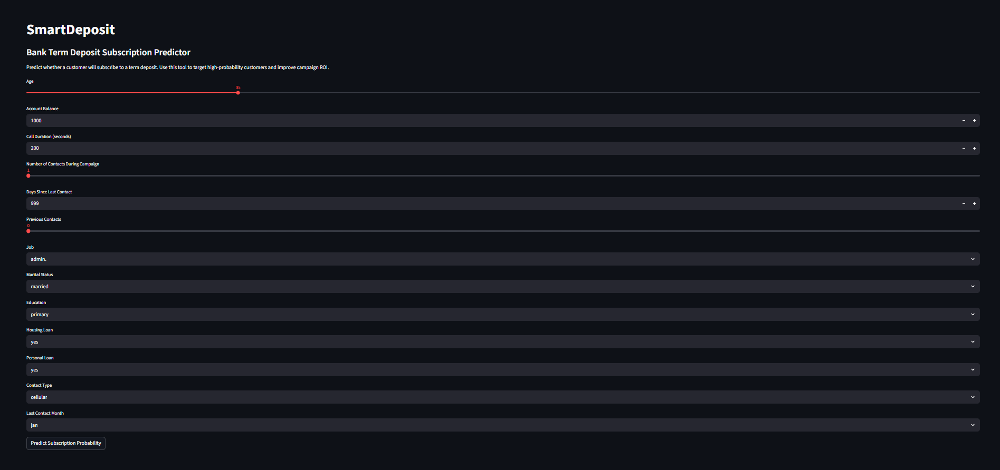 SmartDeposit
Bank Term Deposit Subscription Predictor
Predict whether a customer will subscribe to a term deposit. Use this tool to target high-probability customers and improve campaign ROI.
Age
35
Account Balance
1000
Call Duration (seconds)
200
Number of Contacts During Campaign
1
Days Since Last Contact
999
Previous Contacts
0
Job
admin.
Marital Status
married
Education
primary
Housing Loan
yes
Personal Loan
yes
Contact Type
cellular
Last Contact Month
jan
Predict Subscription Probability